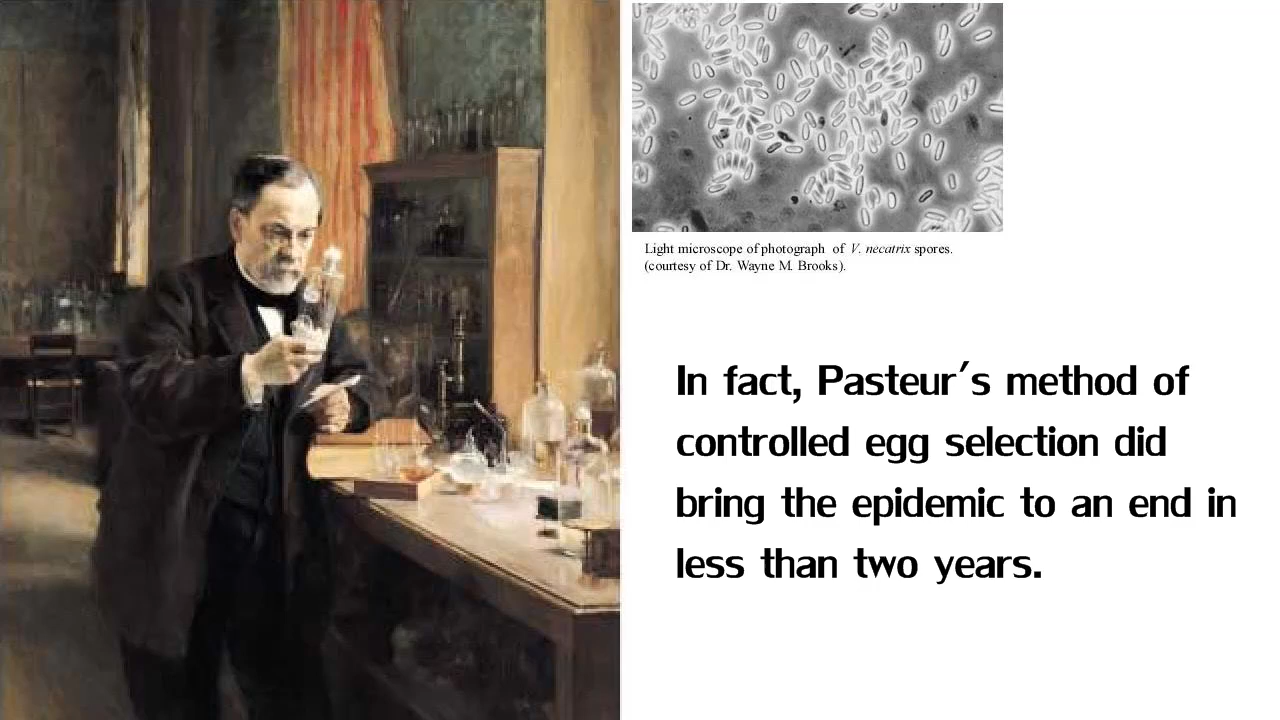 Light microscope of photograph of V. necatrix spores.
(courtesy of Dr. Wayne M. Brooks).
In fact, Pasteur's method of
controlled egg selection did
bring the epidemic to an end in
less than two years.